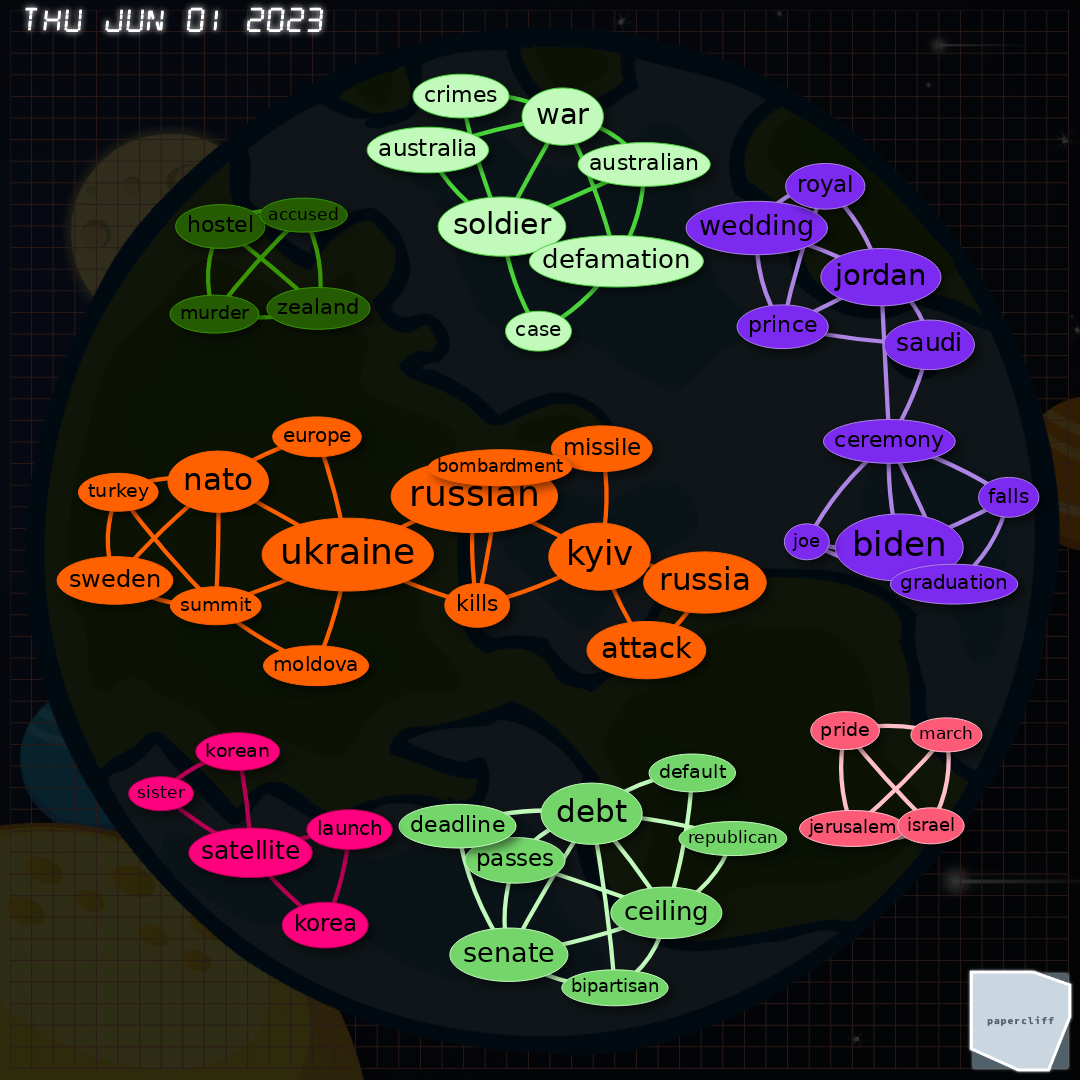 THU JUN 01 2023
crimes
war
australia
australian
soldier
defamation
case
hostel
accused
murder
zealand
royal
wedding
jordan
prince
saudi
ceremony
falls
joe
biden
graduation
europe
nato
turkey
ukraine
sweden
summit
moldova
missile
bombardment
russian
kyiv
russia
kills
attack
korean
sister
launch
satellite
korea
default
debt
deadline
republican
passes
ceiling
senate
bipartisan
pride
march
jerusalem
israel
papercliff